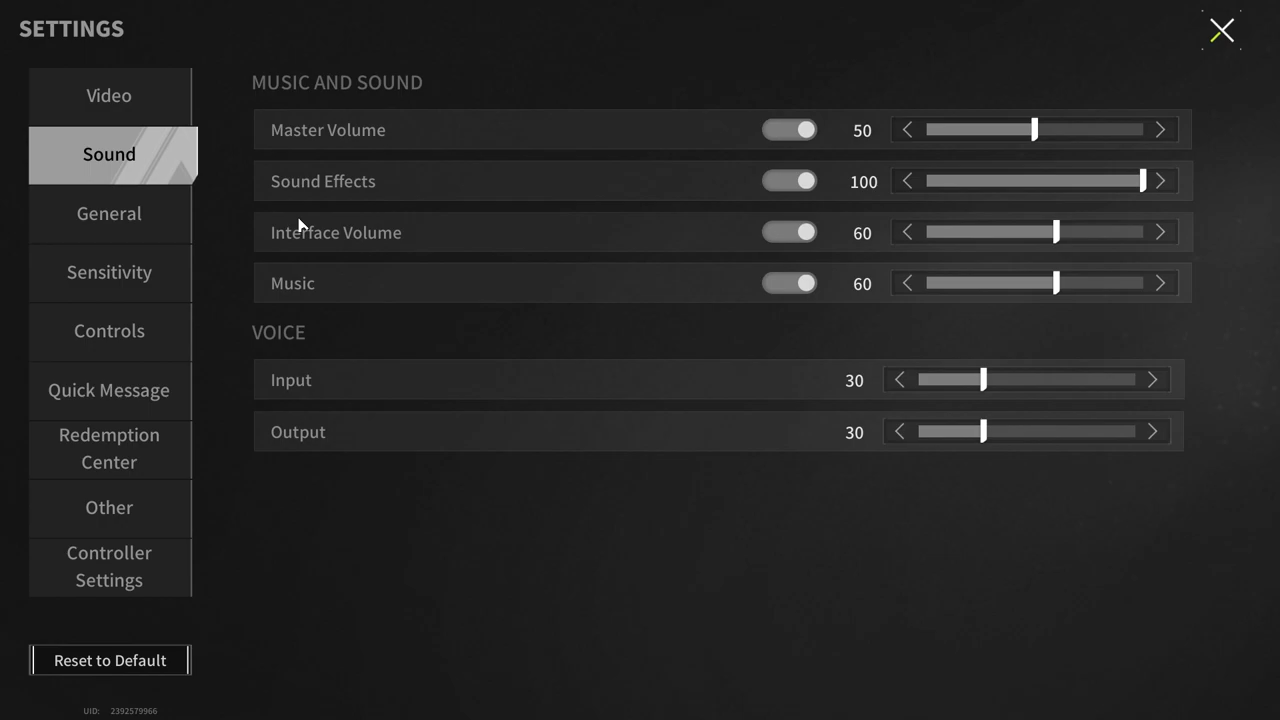 SETTINGS
Video
Sound
General
Sensitivity
Controls
Quick Message
Redemption
Center
Other
Controller
Settings
Reset to Default
UID: 2392579966
MUSIC AND SOUND
Master Volume 50
Sound Effects 100
Interface Volume 60
Music 60
VOICE
Input 30
Output 30